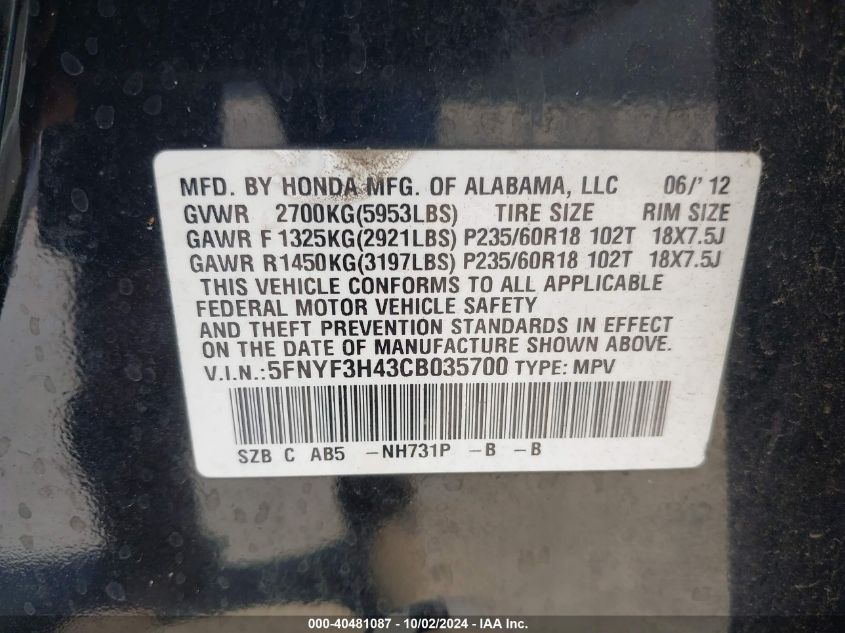 MFD. BY HONDA MFG. OF ALABAMA, LLC 06/'12
GVWR 2700KG(5953LBS) TIRE SIZE RIM SIZE
GAWR F 1325KG(2921LBS) P235/60R18 102T 18X7.5J
GAWR R1450KG(3197LBS) P235/60R18 102T 18X7.5J
THIS VEHICLE CONFORMS TO ALL APPLICABLE
FEDERAL MOTOR VEHICLE SAFETY
AND THEFT PREVENTION STANDARDS IN EFFECT
ON THE DATE OF MANUFACTURE SHOWN ABOVE.
V.I.N.:5FNYF3H43CB035700 TYPE: MPV
SZB C AB5 -NH731P -B -B
000-40481087 - 10/02/2024 - IAA Inc.